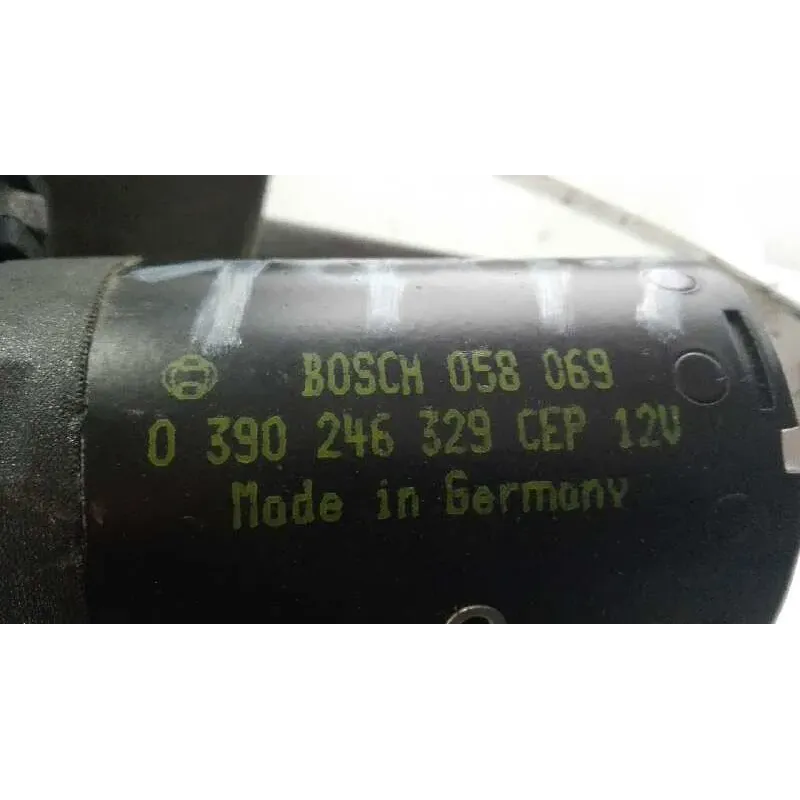 BOSCH 058 069
0 390 246 329 CEP 12V
Made in Germany